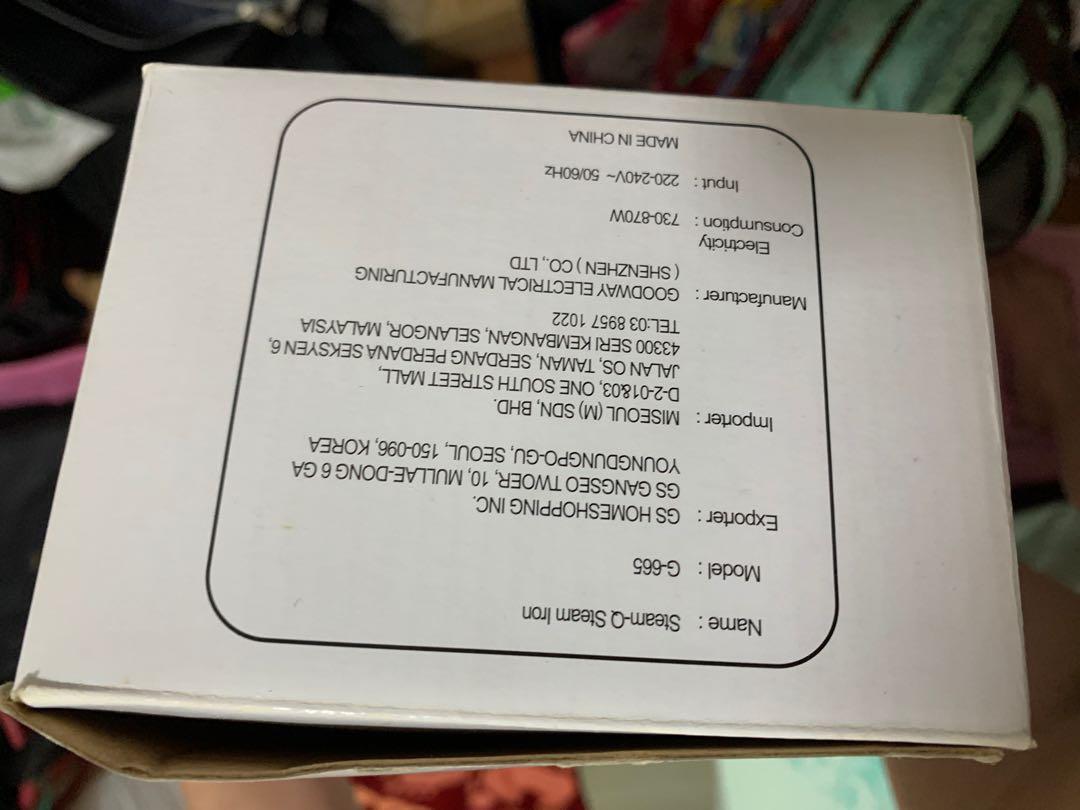 Name : Steam-Q Steam Iron
Model : G-665
Exporter : GS HOMESHOPPING INC.
GS GANGSEO TWOER, 10, MULLAE-DONG 6 GA
YOUNGDUNGPO-GU, SEOUL, 150-096, KOREA
Importer : MISEOUL (M) SDN, BHD.
D-2-01&03, ONE SOUTH STREET MALL,
JALAN OS, TAMAN, SERDANG PERDANA SEKSYEN 6,
43300 SERI KEMBANGAN, SELANGOR, MALAYSIA
TEL:03 8957 1022
Manufacturer : GOODWAY ELECTRICAL MANUFACTURING
( SHENZHEN ) CO., LTD
Electricity
Consumption : 730-870W
Input : 220-240V~ 50/60Hz
MADE IN CHINA